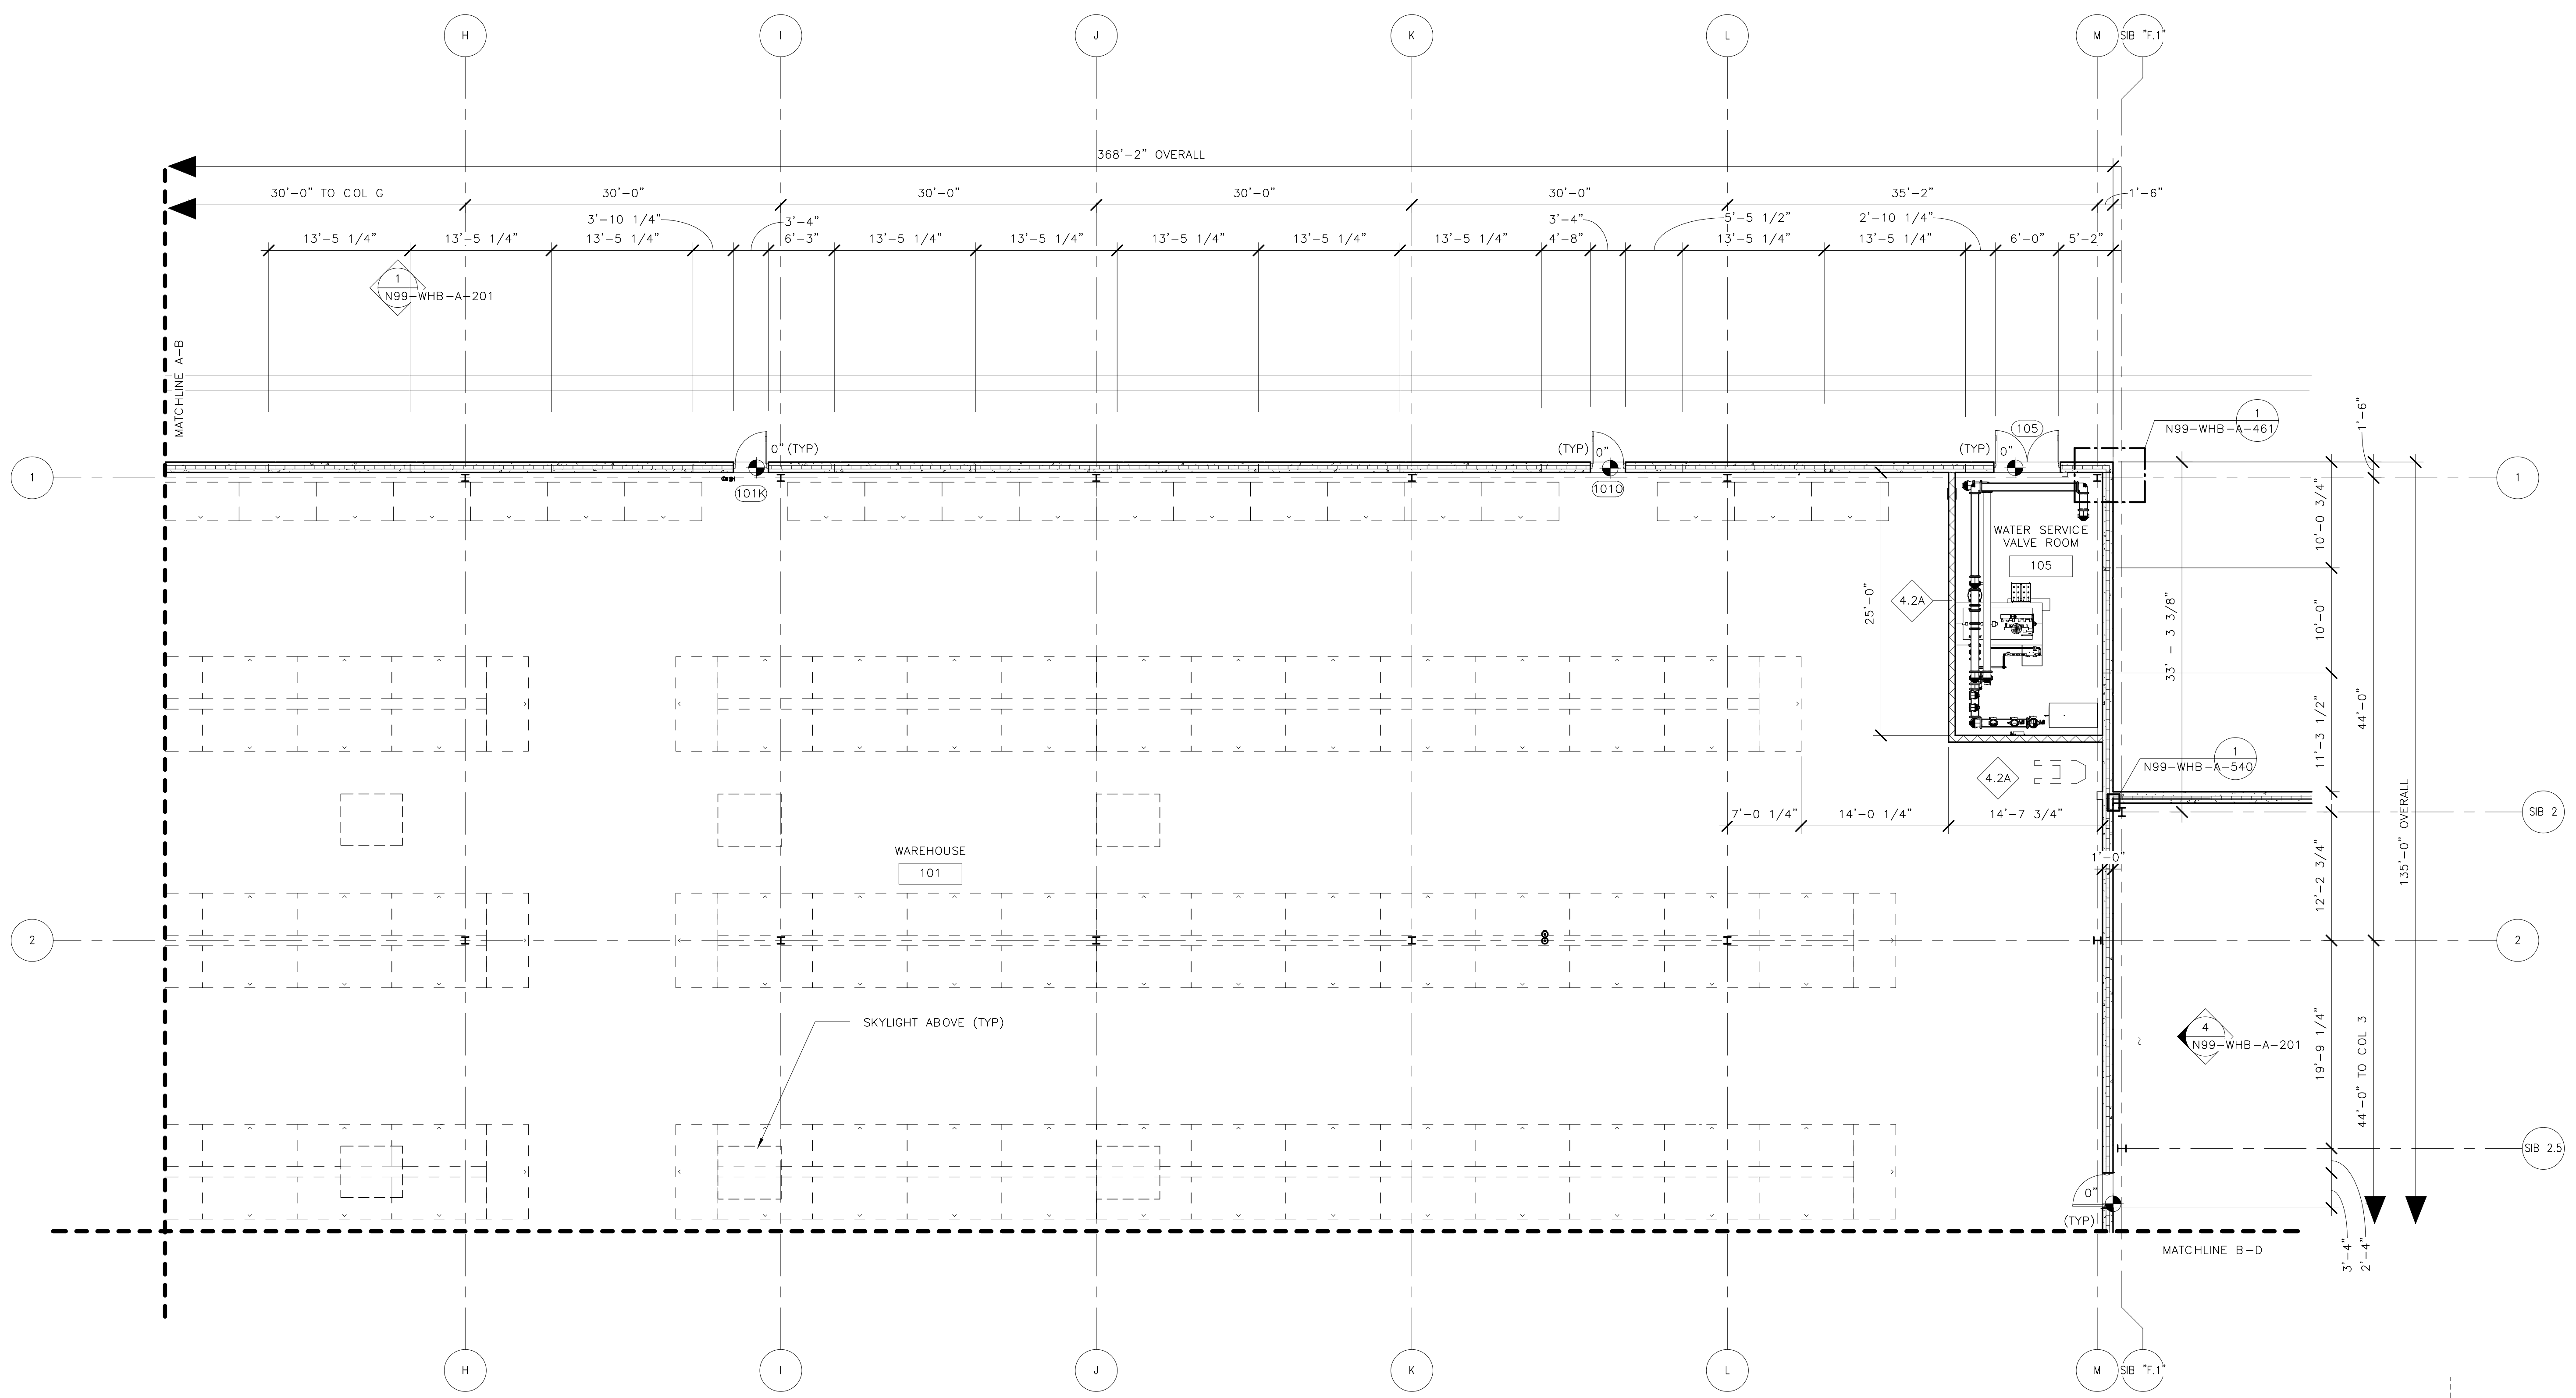 H
I
J
K
L
M
SIB "F.1"
368'-2" OVERALL
30'-0" TO COL G
30'-0"
30'-0"
30'-0"
30'-0"
35'-2"
1'-6"
3'-10 1/4"
3'-4"
3'-4"
5'-5 1/2"
2'-10 1/4"
13'-5 1/4"
13'-5 1/4"
13'-5 1/4"
6'-3"
13'-5 1/4"
13'-5 1/4"
13'-5 1/4"
13'-5 1/4"
13'-5 1/4"
4'-8"
13'-5 1/4"
13'-5 1/4"
6'-0"
5'-2"
1
N99-WHB-A-201
MATCHLINE A-B
1
N99-WHB-A-461
1'-6"
0" (TYP)
(TYP) 0"
(TYP) 0"
105
1
101K
1010
1
WATER SERVICE
VALVE ROOM
105
4.2A
25'-0"
10'-0 3/4"
10'-0"
33' - 3 3/8"
11'-3 1/2"
44'-0"
135'-0" OVERALL
4.2A
1
N99-WHB-A-540
7'-0 1/4"
14'-0 1/4"
14'-7 3/4"
SIB 2
WAREHOUSE
101
1'-0"
12'-2 3/4"
2
2
SKYLIGHT ABOVE (TYP)
4
N99-WHB-A-201
19'-9 1/4"
44'-0" TO COL 3
SIB 2.5
0"
(TYP)
MATCHLINE B-D
3'-4"
2'-4"
H
I
J
K
L
M
SIB "F.1"